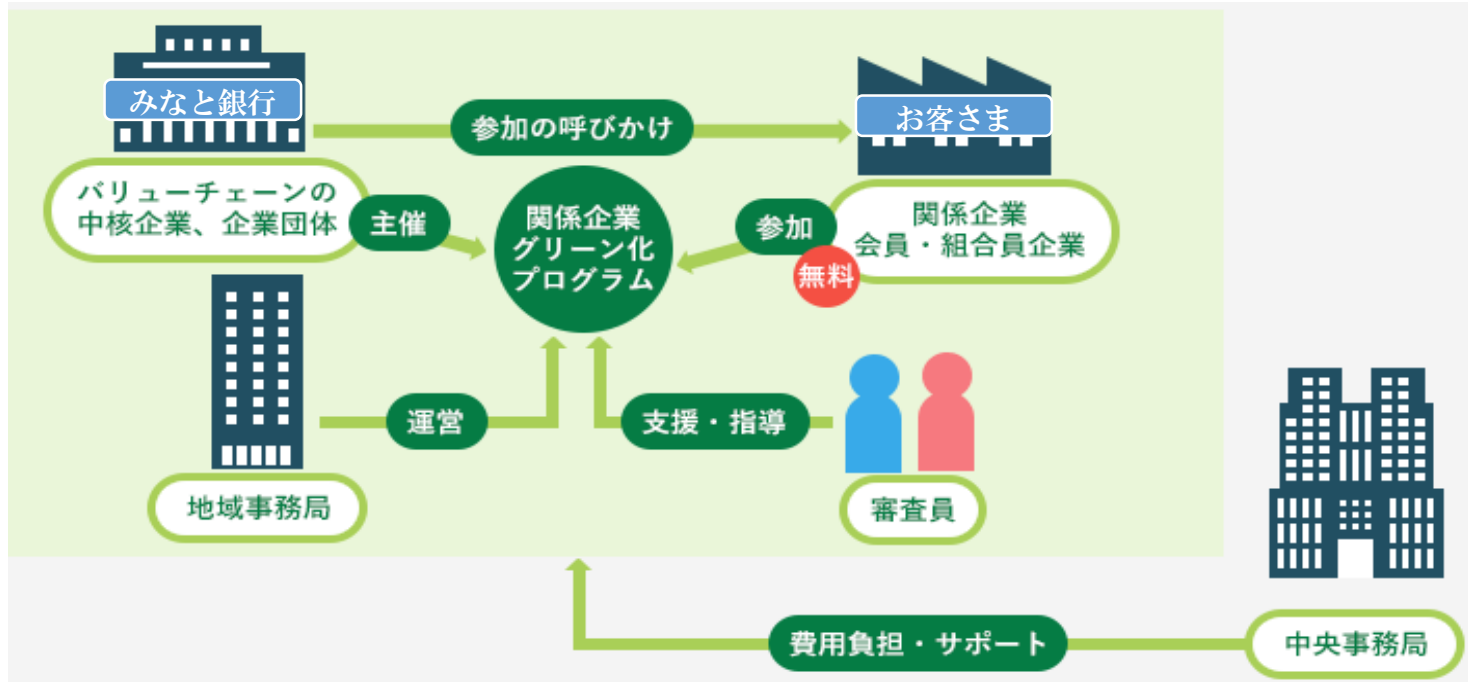 みなと銀行
お客さま
参加の呼びかけ
バリューチェーンの
中核企業、企業団体
主催
関係企業
グリーン化
プログラム
参加
無料
関係企業
会員・組合員企業
運営
支援・指導
地域事務局
審査員
費用負担・サポート
中央事務局